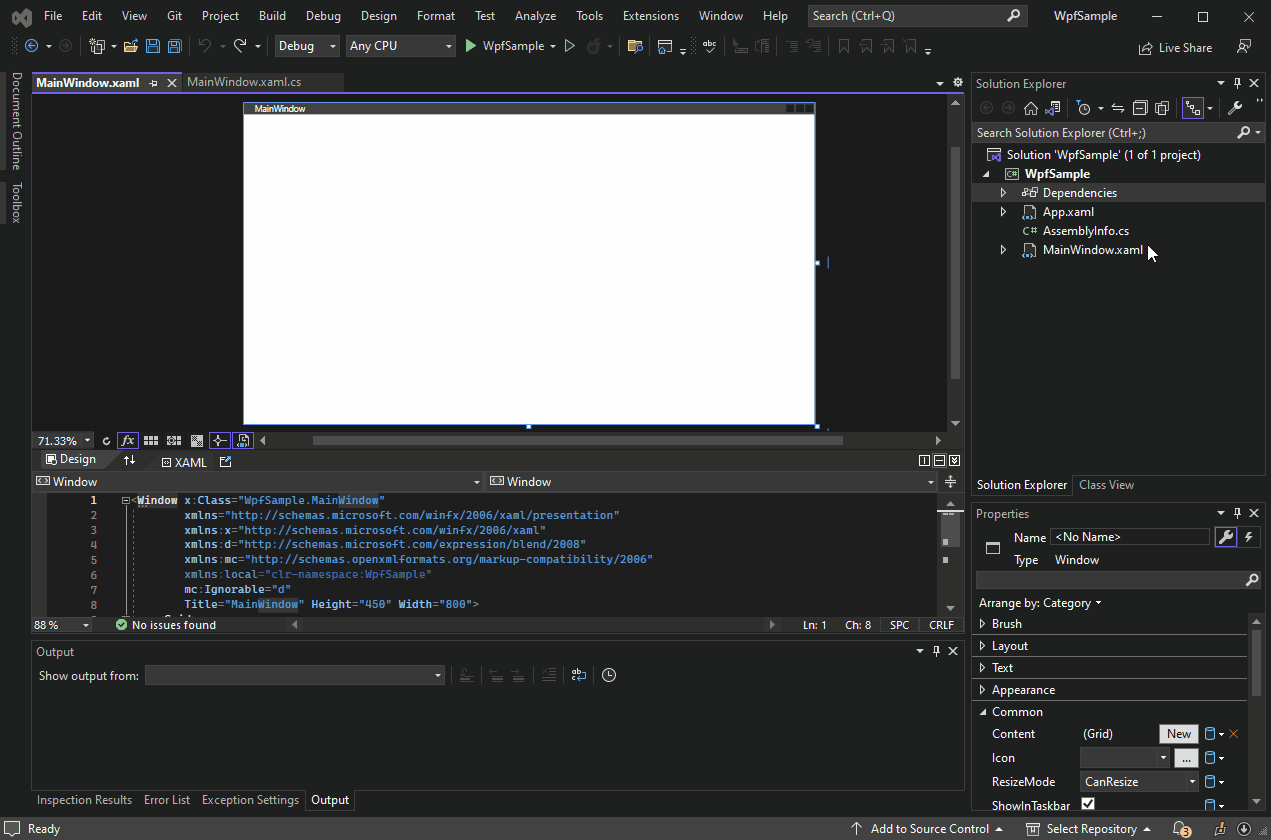 File Edit View Git Project Build Debug Design Format Test Analyze Tools Extensions Window Help Search (Ctrl+Q) WpfSample
Debug Any CPU WpfSample Live Share
Document Outline
Toolbox
MainWindow.xaml MainWindow.xaml.cs
MainWindow
71.33% fx
Design XAML
Window Window
1 <Window x:Class="WpfSample.MainWindow"
2 xmlns="http://schemas.microsoft.com/winfx/2006/xaml/presentation"
3 xmlns:x="http://schemas.microsoft.com/winfx/2006/xaml"
4 xmlns:d="http://schemas.microsoft.com/expression/blend/2008"
5 xmlns:mc="http://schemas.openxmlformats.org/markup-compatibility/2006"
6 xmlns:local="clr-namespace:WpfSample"
7 mc:Ignorable="d"
8 Title="MainWindow" Height="450" Width="800">
88 % No issues found Ln: 1 Ch: 8 SPC CRLF
Output
Show output from:
Inspection Results Error List Exception Settings Output
Solution Explorer
Search Solution Explorer (Ctrl+;)
Solution 'WpfSample' (1 of 1 project)
C# WpfSample
Dependencies
App.xaml
C# AssemblyInfo.cs
MainWindow.xaml
Solution Explorer Class View
Properties
Name <No Name>
Type Window
Arrange by: Category
Brush
Layout
Text
Appearance
Common
Content (Grid) New
Icon ...
ResizeMode CanResize
ShowInTaskbar
Ready Add to Source Control Select Repository 3